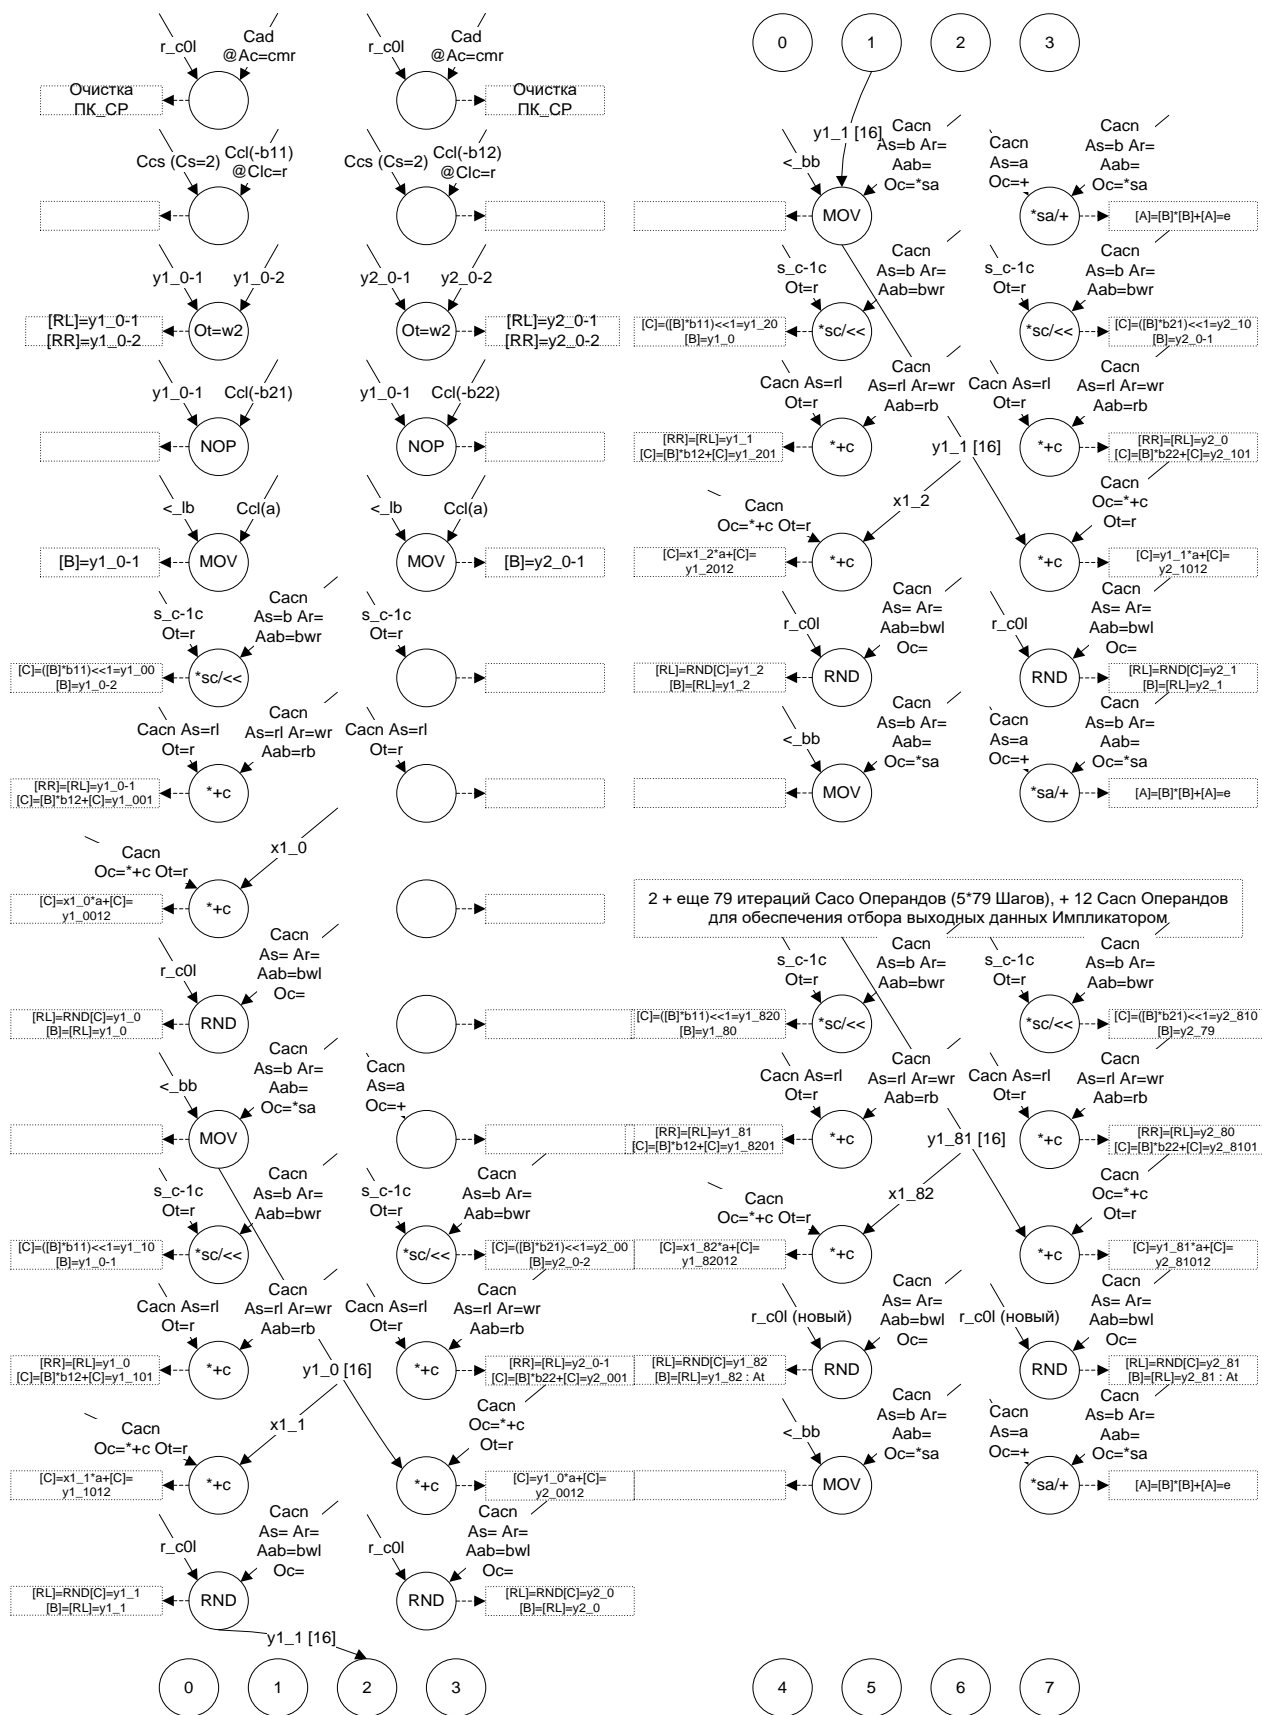 r_c0l
Cad
@Ac=cmr
Очистка
ПК_СР
r_c0l
Cad
@Ac=cmr
Очистка
ПК_СР
Ccs (Cs=2)
Ccl(-b11)
@Clc=r
Ccs (Cs=2)
Ccl(-b12)
@Clc=r
y1_0-1
y1_0-2
[RL]=y1_0-1
[RR]=y1_0-2
Ot=w2
y2_0-1
y2_0-2
Ot=w2
[RL]=y2_0-1
[RR]=y2_0-2
y1_0-1
Ccl(-b21)
NOP
y1_0-1
Ccl(-b22)
NOP
<_lb
Ccl(a)
[B]=y1_0-1
MOV
<_lb
Ccl(a)
MOV
[B]=y2_0-1
s_c-1c
Ot=r
Cacn
As=b Ar=
Aab=bwr
[C]=([B]*b11)<<1=y1_00
[B]=y1_0-2
*sc/<<
s_c-1c
Ot=r
Cacn As=rl
Ot=r
Cacn
As=rl Ar=wr
Aab=rb
[RR]=[RL]=y1_0-1
[C]=[B]*b12+[C]=y1_001
*+c
Cacn As=rl
Ot=r
Cacn
Oc=*+c Ot=r
x1_0
[C]=x1_0*a+[C]=
y1_0012
*+c
r_c0l
Cacn
As= Ar=
Aab=bwl
Oc=
[RL]=RND[C]=y1_0
[B]=[RL]=y1_0
RND
<_bb
Cacn
As=b Ar=
Aab=
Oc=*sa
MOV
Cacn
As=a
Oc=+
s_c-1c
Ot=r
Cacn
As=b Ar=
Aab=bwr
[C]=([B]*b11)<<1=y1_10
[B]=y1_0-1
*sc/<<
s_c-1c
Ot=r
Cacn
As=b Ar=
Aab=bwr
*sc/<<
[C]=([B]*b21)<<1=y2_00
[B]=y2_0-2
Cacn As=rl
Ot=r
Cacn
As=rl Ar=wr
Aab=rb
[RR]=[RL]=y1_0
[C]=[B]*b12+[C]=y1_101
*+c
y1_0 [16]
Cacn As=rl
Ot=r
Cacn
As=rl Ar=wr
Aab=rb
*+c
[RR]=[RL]=y2_0-1
[C]=[B]*b22+[C]=y2_001
Cacn
Oc=*+c Ot=r
x1_1
[C]=x1_1*a+[C]=
y1_1012
*+c
Cacn
Oc=*+c
Ot=r
*+c
[C]=y1_0*a+[C]=
y2_0012
r_c0l
Cacn
As= Ar=
Aab=bwl
Oc=
[RL]=RND[C]=y1_1
[B]=[RL]=y1_1
RND
r_c0l
Cacn
As= Ar=
Aab=bwl
Oc=
RND
[RL]=RND[C]=y2_0
[B]=[RL]=y2_0
y1_1 [16]
0
1
2
3
0
1
2
3
y1_1 [16]
<_bb
Cacn
As=b Ar=
Aab=
Oc=*sa
MOV
Cacn
As=a
Oc=+
Cacn
As=b Ar=
Aab=
Oc=*sa
*sa/+
[A]=[B]*[B]+[A]=e
s_c-1c
Ot=r
Cacn
As=b Ar=
Aab=bwr
[C]=([B]*b11)<<1=y1_20
[B]=y1_0
*sc/<<
s_c-1c
Ot=r
Cacn
As=b Ar=
Aab=bwr
*sc/<<
[C]=([B]*b21)<<1=y2_10
[B]=y2_0-1
Cacn As=rl
Ot=r
Cacn
As=rl Ar=wr
Aab=rb
[RR]=[RL]=y1_1
[C]=[B]*b12+[C]=y1_201
*+c
y1_1 [16]
Cacn As=rl
Ot=r
Cacn
As=rl Ar=wr
Aab=rb
*+c
[RR]=[RL]=y2_0
[C]=[B]*b22+[C]=y2_101
Cacn
Oc=*+c Ot=r
x1_2
[C]=x1_2*a+[C]=
y1_2012
*+c
Cacn
Oc=*+c
Ot=r
*+c
[C]=y1_1*a+[C]=
y2_1012
r_c0l
Cacn
As= Ar=
Aab=bwl
Oc=
[RL]=RND[C]=y1_2
[B]=[RL]=y1_2
RND
r_c0l
Cacn
As= Ar=
Aab=bwl
Oc=
RND
[RL]=RND[C]=y2_1
[B]=[RL]=y2_1
<_bb
Cacn
As=b Ar=
Aab=
Oc=*sa
MOV
Cacn
As=a
Oc=+
Cacn
As=b Ar=
Aab=
Oc=*sa
*sa/+
[A]=[B]*[B]+[A]=e
2 + еще 79 итераций Caco Операндов (5*79 Шагов), + 12 Cacn Операндов
для обеспечения отбора выходных данных Импликатором
s_c-1c
Ot=r
Cacn
As=b Ar=
Aab=bwr
[C]=([B]*b11)<<1=y1_820
[B]=y1_80
*sc/<<
s_c-1c
Ot=r
Cacn
As=b Ar=
Aab=bwr
*sc/<<
[C]=([B]*b21)<<1=y2_810
[B]=y2_79
Cacn As=rl
Ot=r
Cacn
As=rl Ar=wr
Aab=rb
[RR]=[RL]=y1_81
[C]=[B]*b12+[C]=y1_8201
*+c
y1_81 [16]
Cacn As=rl
Ot=r
Cacn
As=rl Ar=wr
Aab=rb
*+c
[RR]=[RL]=y2_80
[C]=[B]*b22+[C]=y2_8101
Cacn
Oc=*+c Ot=r
x1_82
[C]=x1_82*a+[C]=
y1_82012
*+c
Cacn
Oc=*+c
Ot=r
*+c
[C]=y1_81*a+[C]=
y2_81012
r_c0l (новый)
Cacn
As= Ar=
Aab=bwl
Oc=
[RL]=RND[C]=y1_82
[B]=[RL]=y1_82 : At
RND
r_c0l (новый)
Cacn
As= Ar=
Aab=bwl
Oc=
RND
[RL]=RND[C]=y2_81
[B]=[RL]=y2_81 : At
<_bb
Cacn
As=b Ar=
Aab=
Oc=*sa
MOV
Cacn
As=a
Oc=+
Cacn
As=b Ar=
Aab=
Oc=*sa
*sa/+
[A]=[B]*[B]+[A]=e
4
5
6
7